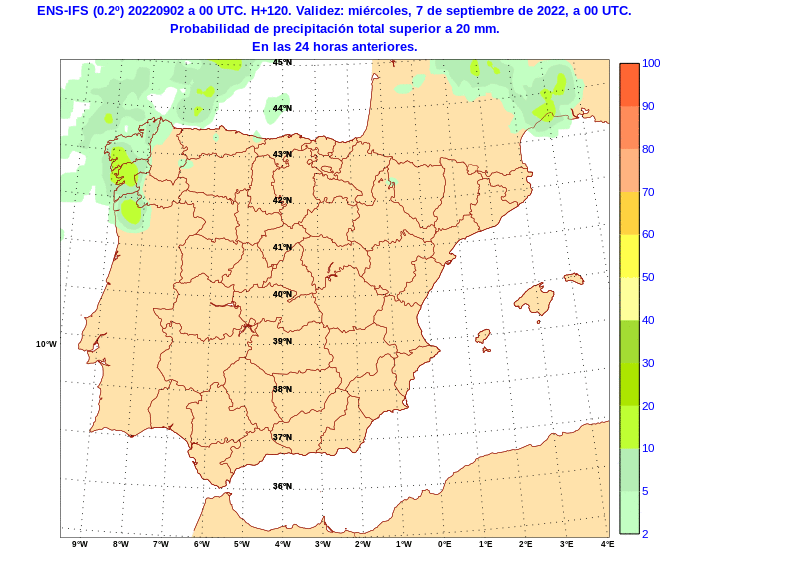 ENS-IFS (0.2º) 20220902 a 00 UTC. H+120. Validez: miércoles, 7 de septiembre de 2022, a 00 UTC.
Probabilidad de precipitación total superior a 20 mm.
En las 24 horas anteriores.
45ºN
44ºN
43ºN
42ºN
41ºN
40ºN
39ºN
38ºN
37ºN
36ºN
10ºW
9ºW 8ºW 7ºW 6ºW 5ºW 4ºW 3ºW 2ºW 1ºW 0ºE 1ºE 2ºE 3ºE 4ºE
100
90
80
70
60
50
40
30
20
10
5
2